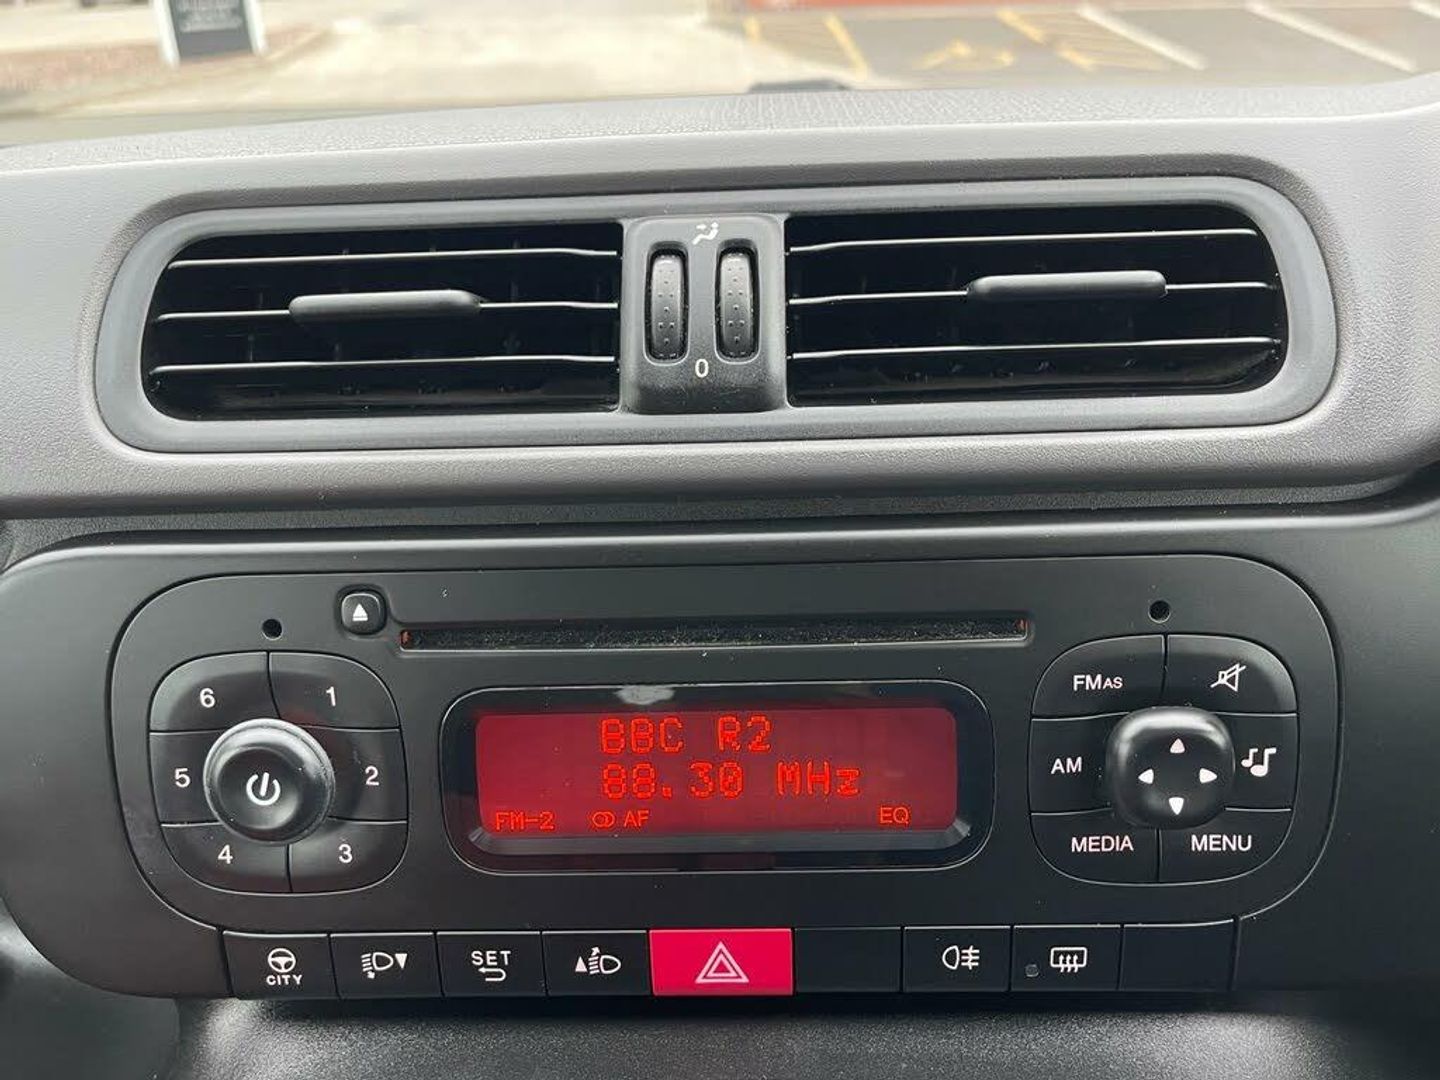 0
6 1
5 2
4 3
BBC R2
88.30 MHz
FM-2 AF EQ
FMAS
AM
MEDIA MENU
CITY
SET